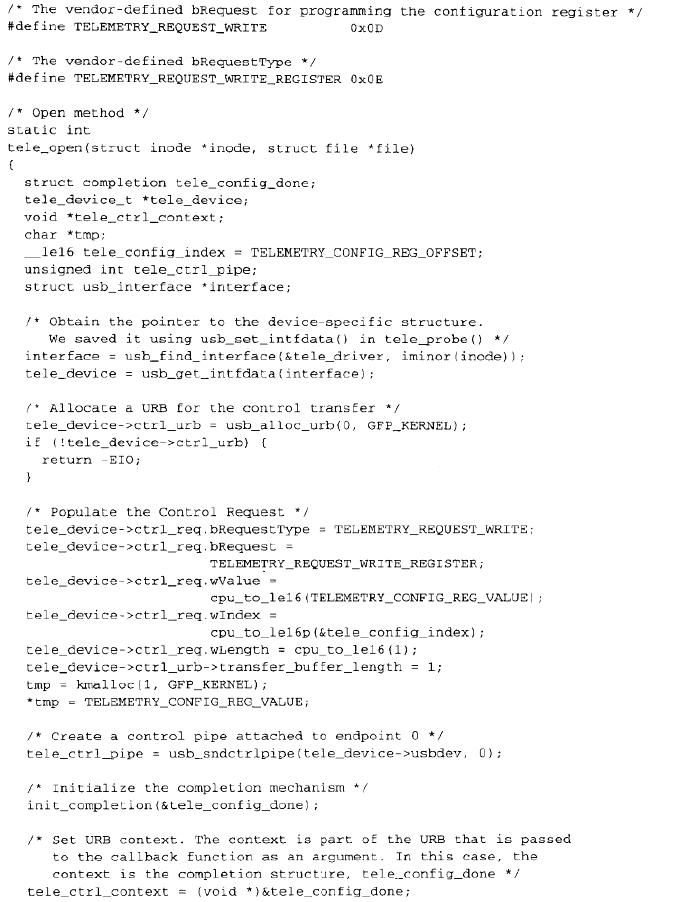 /* The vendor-defined bRequest for programming the configuration register */
#define TELEMETRY_REQUEST_WRITE          0x0D

/* The vendor-defined bRequestType */
#define TELEMETRY_REQUEST_WRITE_REGISTER 0x0E

/* Open method */
static int
tele_open(struct inode *inode, struct file *file)
{
  struct completion tele_config_done;
  tele_device_t *tele_device;
  void *tele_ctrl_context;
  char *tmp;
  __le16 tele_config_index = TELEMETRY_CONFIG_REG_OFFSET;
  unsigned int tele_ctrl_pipe;
  struct usb_interface *interface;

  /* Obtain the pointer to the device-specific structure.
     We saved it using usb_set_intfdata() in tele_probe() */
  interface = usb_find_interface(&tele_driver, iminor(inode));
  tele_device = usb_get_intfdata(interface);

  /* Allocate a URB for the control transfer */
  tele_device->ctrl_urb = usb_alloc_urb(0, GFP_KERNEL);
  if (!tele_device->ctrl_urb) {
    return -EIO;
  }

  /* Populate the Control Request */
  tele_device->ctrl_req.bRequestType = TELEMETRY_REQUEST_WRITE;
  tele_device->ctrl_req.bRequest =
                        TELEMETRY_REQUEST_WRITE_REGISTER;
  tele_device->ctrl_req.wValue =
                        cpu_to_le16(TELEMETRY_CONFIG_REG_VALUE);
  tele_device->ctrl_req.wIndex =
                        cpu_to_le16p(&tele_config_index);
  tele_device->ctrl_req.wLength = cpu_to_le16(1);
  tele_device->ctrl_urb->transfer_buffer_length = 1;
  tmp = kmalloc(1, GFP_KERNEL);
  *tmp = TELEMETRY_CONFIG_REG_VALUE;

  /* Create a control pipe attached to endpoint 0 */
  tele_ctrl_pipe = usb_sndctrlpipe(tele_device->usbdev, 0);

  /* Initialize the completion mechanism */
  init_completion(&tele_config_done);

  /* Set URB context. The context is part of the URB that is passed
     to the callback function as an argument. In this case, the
     context is the completion structure, tele_config_done */
  tele_ctrl_context = (void *)&tele_config_done;